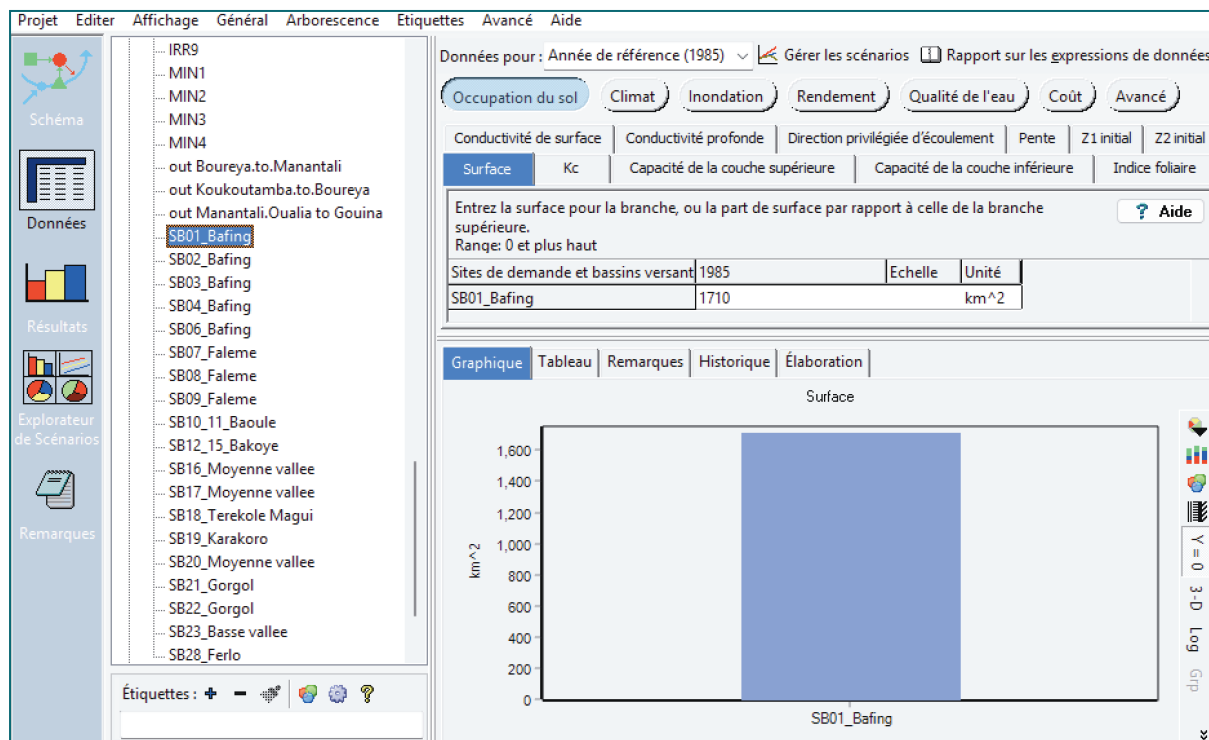 Projet Editer Affichage Général Arborescence Etiquettes Avancé Aide
Schéma
Données
Résultats
Explorateur
de Scénarios
Remarques
IRR9
MIN1
MIN2
MIN3
MIN4
out Boureya.to.Manantali
out Koukoutamba.to.Boureya
out Manantali.Oualia to Gouina
SB01_Bafing
SB02_Bafing
SB03_Bafing
SB04_Bafing
SB06_Bafing
SB07_Faleme
SB08_Faleme
SB09_Faleme
SB10_11_Baoule
SB12_15_Bakoye
SB16_Moyenne vallee
SB17_Moyenne vallee
SB18_Terekole Magui
SB19_Karakoro
SB20_Moyenne vallee
SB21_Gorgol
SB22_Gorgol
SB23_Basse vallee
SB28_Ferlo
Étiquettes :
Données pour : Année de référence (1985) Gérer les scénarios Rapport sur les expressions de données
Occupation du sol Climat Inondation Rendement Qualité de l'eau Coût Avancé
Conductivité de surface Conductivité profonde Direction privilégiée d'écoulement Pente Z1 initial Z2 initial
Surface Kc Capacité de la couche supérieure Capacité de la couche inférieure Indice foliaire
Entrez la surface pour la branche, ou la part de surface par rapport à celle de la branche
supérieure.
Range: 0 et plus haut
? Aide
Sites de demande et bassins versant 1985 Echelle Unité
SB01_Bafing 1710 km^2
Graphique Tableau Remarques Historique Élaboration
Surface
km^2
1,600
1,400
1,200
1,000
800
600
400
200
0
SB01_Bafing
Y = 0
3-D
Log
Grp